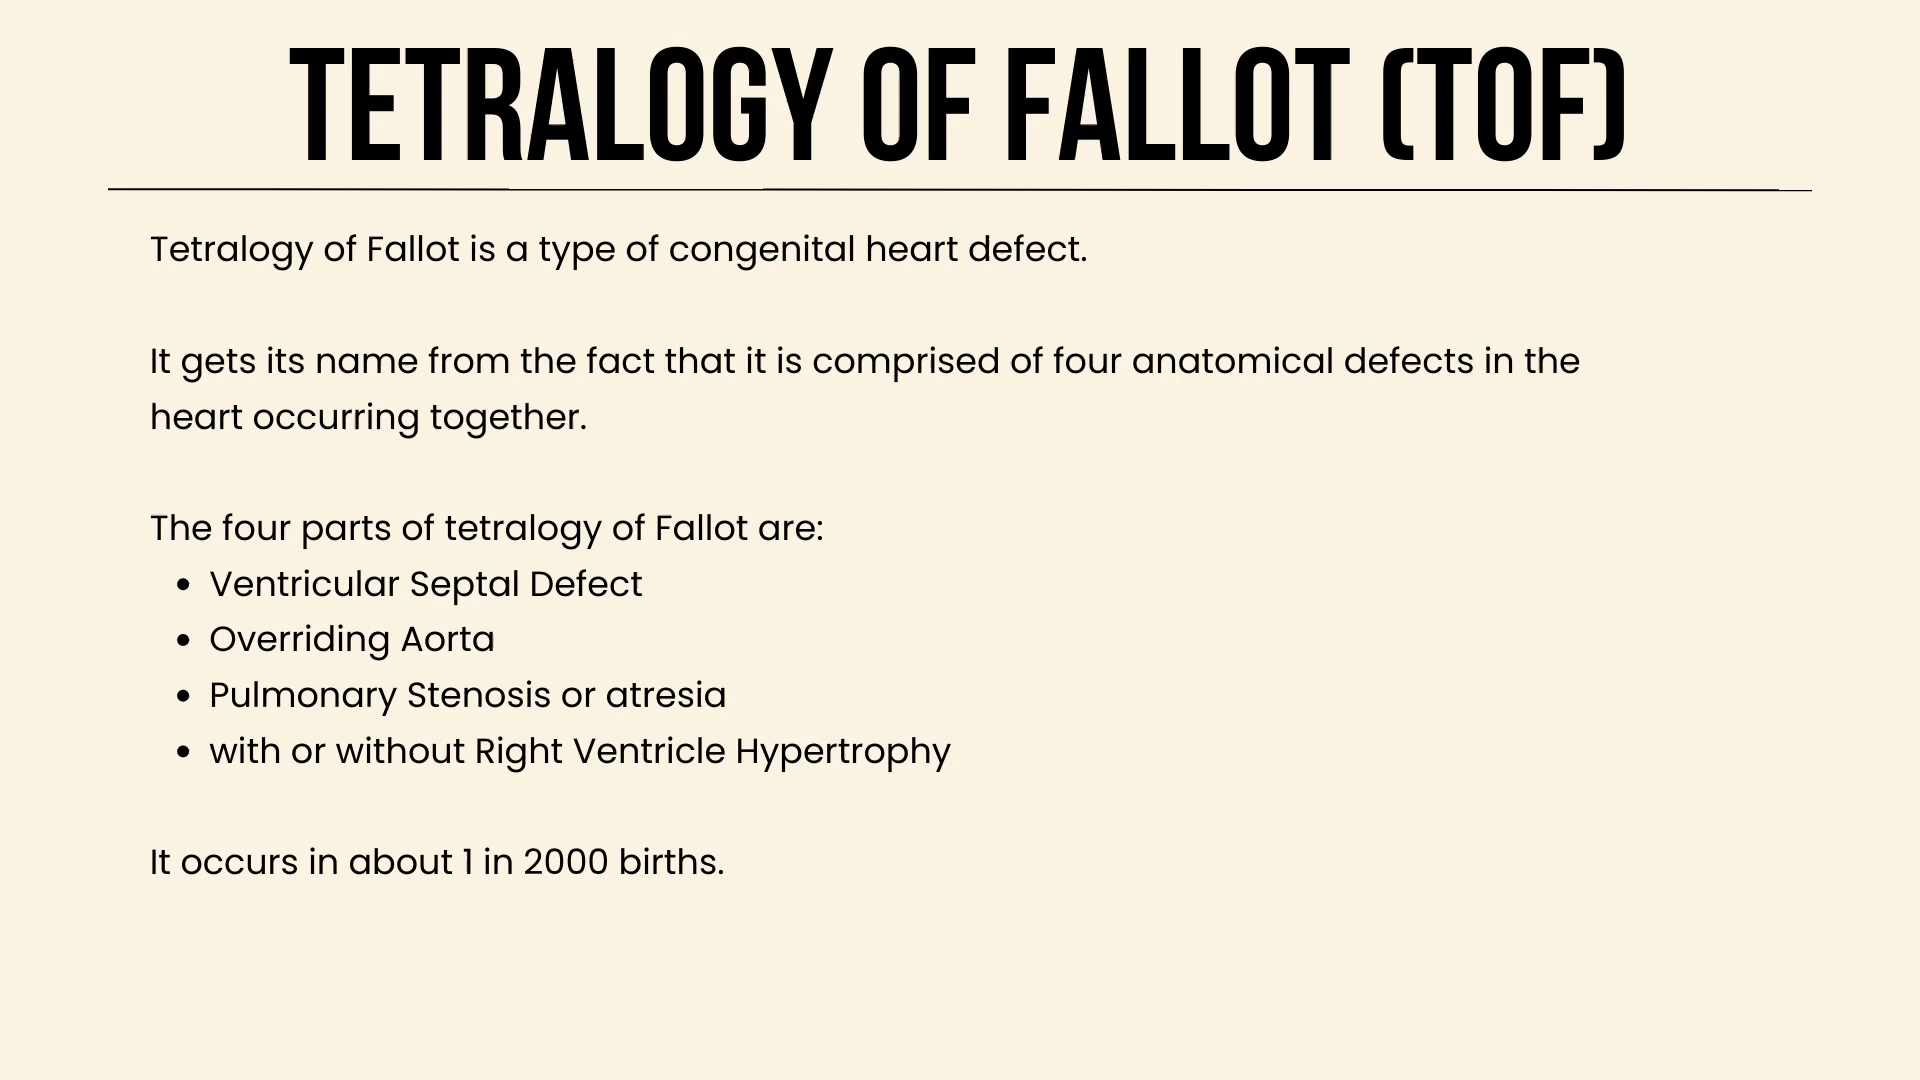 TETRALOGY OF FALLOT (TOF)
Tetralogy of Fallot is a type of congenital heart defect.
It gets its name from the fact that it is comprised of four anatomical defects in the
heart occurring together.
The four parts of tetralogy of Fallot are:
• Ventricular Septal Defect
• Overriding Aorta
• Pulmonary Stenosis or atresia
• with or without Right Ventricle Hypertrophy
It occurs in about 1 in 2000 births.